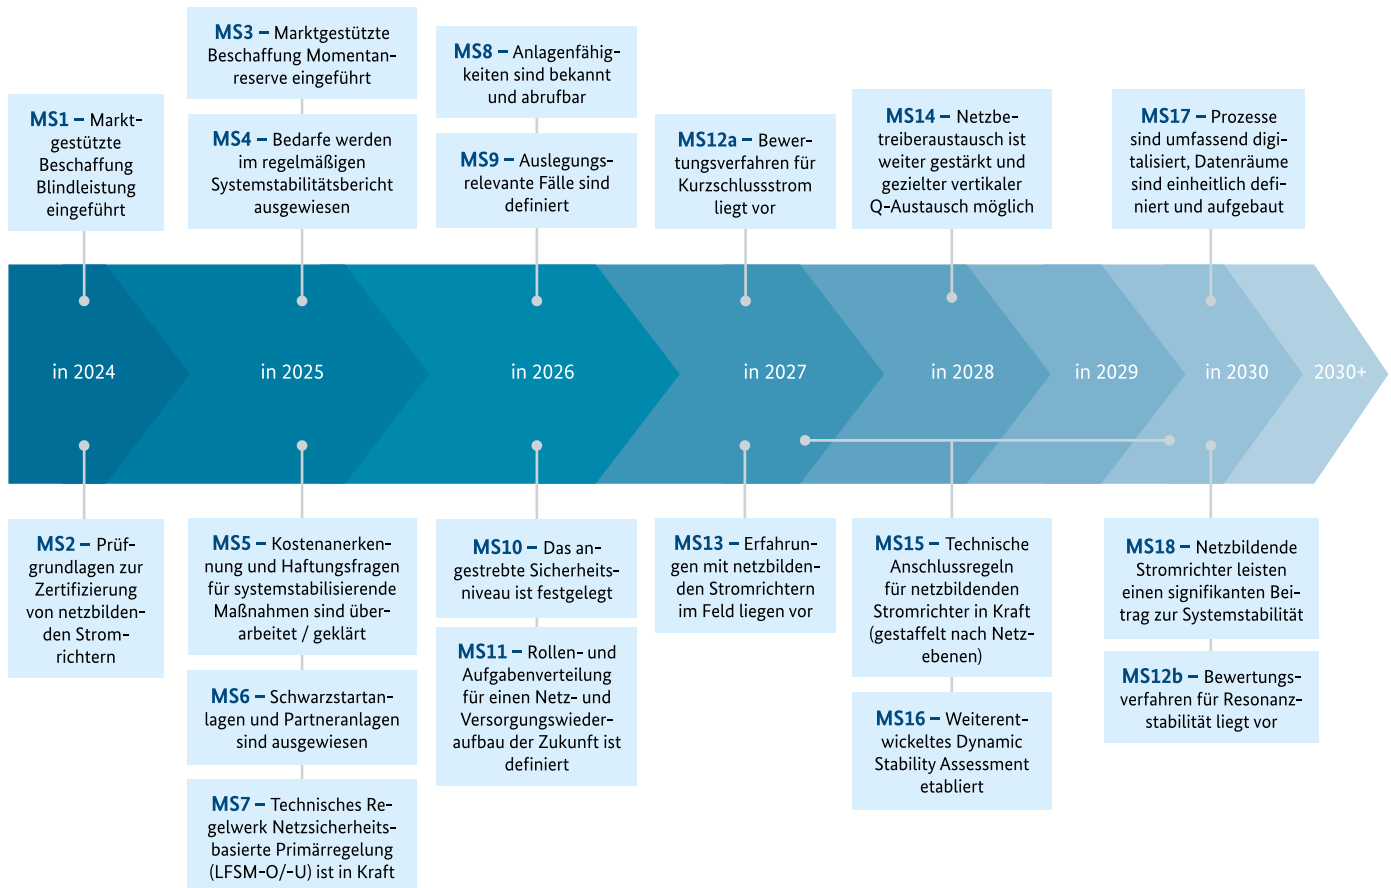 MS1 – Markt-
gestützte
Beschaffung
Blindleistung
eingeführt
MS3 – Marktgestützte
Beschaffung Momentan-
reserve eingeführt
MS4 – Bedarfe werden
im regelmäßigen
Systemstabilitätsbericht
ausgewiesen
MS8 – Anlagenfähig-
keiten sind bekannt
und abrufbar
MS9 – Auslegungs-
relevante Fälle sind
definiert
MS12a – Bewer-
tungsverfahren für
Kurzschlussstrom
liegt vor
MS14 – Netzbe-
treiberaustausch ist
weiter gestärkt und
gezielter vertikaler
Q-Austausch möglich
MS17 – Prozesse
sind umfassend digi-
talisiert, Datenräume
sind einheitlich defi-
niert und aufgebaut
in 2024
in 2025
in 2026
in 2027
in 2028
in 2029
in 2030
2030+
MS2 – Prüf-
grundlagen zur
Zertifizierung
von netzbilden-
den Strom-
richtern
MS5 – Kostenanerken-
nung und Haftungsfragen
für systemstabilisierende
Maßnahmen sind über-
arbeitet / geklärt
MS6 – Schwarzstartan-
lagen und Partneranlagen
sind ausgewiesen
MS7 – Technisches Re-
gelwerk Netzsicherheits-
basierte Primärregelung
(LFSM-O/-U) ist in Kraft
MS10 – Das an-
gestrebte Sicherheits-
niveau ist festgelegt
MS11 – Rollen- und
Aufgabenverteilung
für einen Netz- und
Versorgungswieder-
aufbau der Zukunft ist
definiert
MS13 – Erfahrun-
gen mit netzbilden-
den Stromrichtern
im Feld liegen vor
MS15 – Technische
Anschlussregeln
für netzbildenden
Stromrichter in Kraft
(gestaffelt nach Netz-
ebenen)
MS16 – Weiterent-
wickeltes Dynamic
Stability Assessment
etabliert
MS18 – Netzbildende
Stromrichter leisten
einen signifikanten Bei-
trag zur Systemstabilität
MS12b – Bewertungs-
verfahren für Resonanz-
stabilität liegt vor